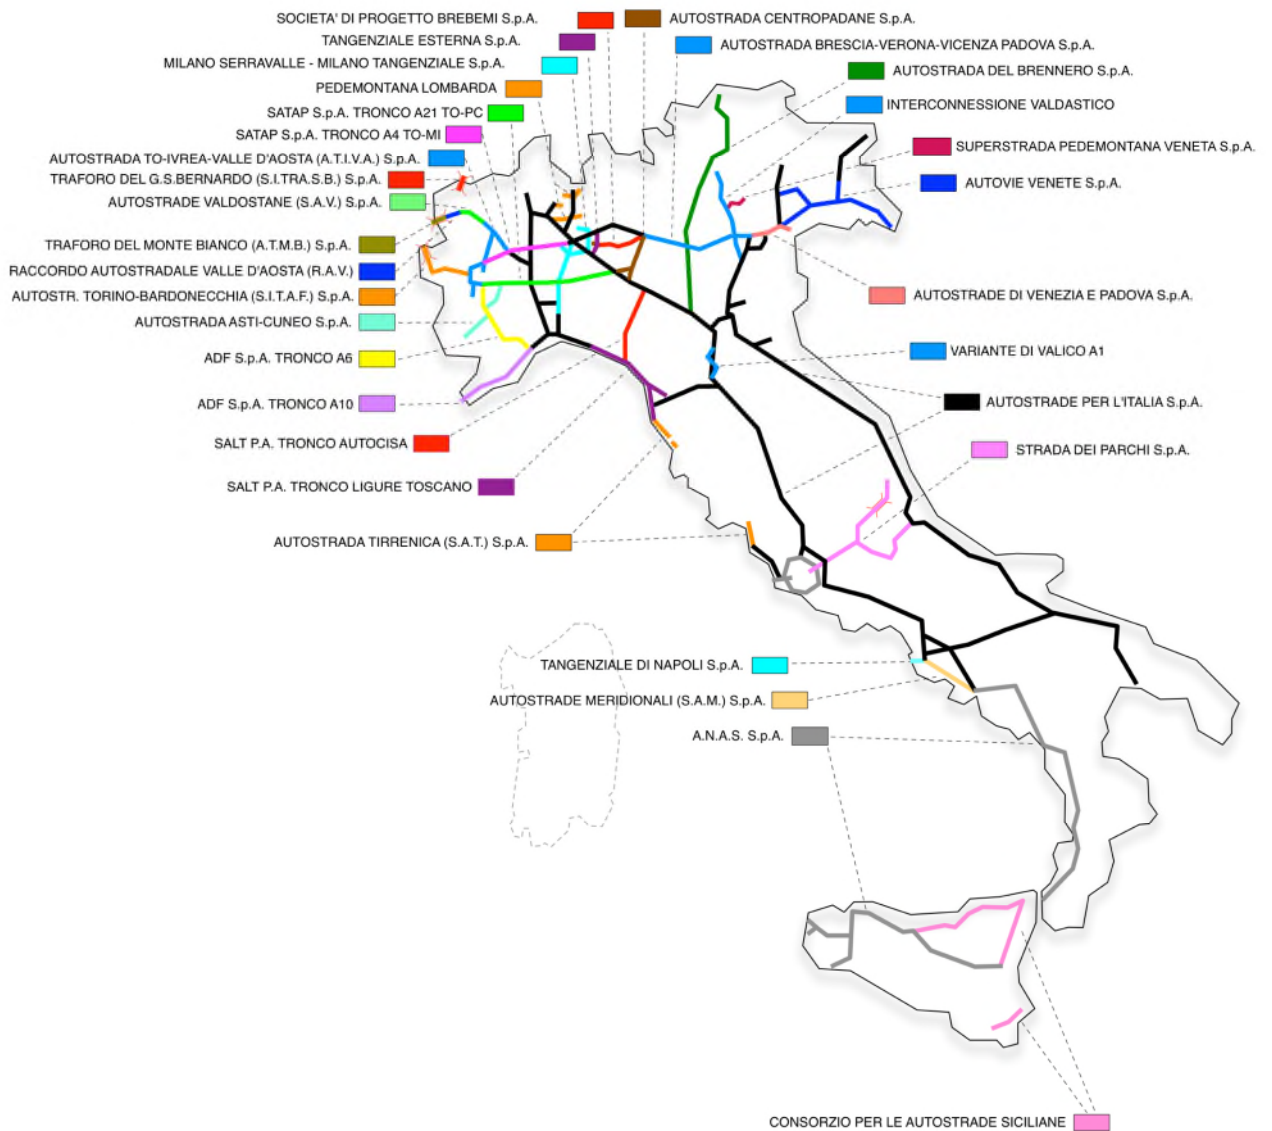 SOCIETA' DI PROGETTO BREBEMI S.p.A.
AUTOSTRADA CENTROPADANE S.p.A.
TANGENZIALE ESTERNA S.p.A.
AUTOSTRADA BRESCIA-VERONA-VICENZA PADOVA S.p.A.
MILANO SERRAVALLE - MILANO TANGENZIALE S.p.A.
AUTOSTRADA DEL BRENNERO S.p.A.
PEDEMONTANA LOMBARDA
INTERCONNESSIONE VALDASTICO
SATAP S.p.A. TRONCO A21 TO-PC
SATAP S.p.A. TRONCO A4 TO-MI
SUPERSTRADA PEDEMONTANA VENETA S.p.A.
AUTOSTRADA TO-IVREA-VALLE D'AOSTA (A.T.I.V.A.) S.p.A.
TRAFORO DEL G.S.BERNARDO (S.I.TRA.S.B.) S.p.A.
AUTOVIE VENETE S.p.A.
AUTOSTRADE VALDOSTANE (S.A.V.) S.p.A.
TRAFORO DEL MONTE BIANCO (A.T.M.B.) S.p.A.
RACCORDO AUTOSTRADALE VALLE D'AOSTA (R.A.V.)
AUTOSTR. TORINO-BARDONECCHIA (S.I.T.A.F.) S.p.A.
AUTOSTRADE DI VENEZIA E PADOVA S.p.A.
AUTOSTRADA ASTI-CUNEO S.p.A.
VARIANTE DI VALICO A1
ADF S.p.A. TRONCO A6
ADF S.p.A. TRONCO A10
AUTOSTRADE PER L'ITALIA S.p.A.
SALT P.A. TRONCO AUTOCISA
STRADA DEI PARCHI S.p.A.
SALT P.A. TRONCO LIGURE TOSCANO
AUTOSTRADA TIRRENICA (S.A.T.) S.p.A.
TANGENZIALE DI NAPOLI S.p.A.
AUTOSTRADE MERIDIONALI (S.A.M.) S.p.A.
A.N.A.S. S.p.A.
CONSORZIO PER LE AUTOSTRADE SICILIANE